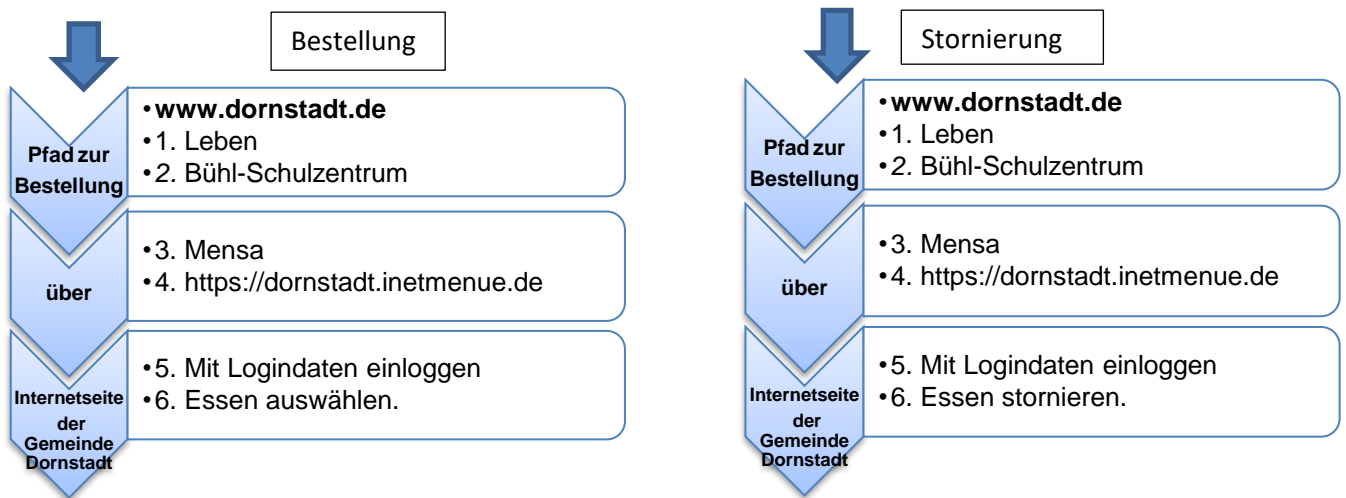 Bestellung
Pfad zur
Bestellung
•www.dornstadt.de
•1. Leben
•2. Bühl-Schulzentrum
über
•3. Mensa
•4. https://dornstadt.inetmenue.de
Internetseite
der
Gemeinde
Dornstadt
•5. Mit Logindaten einloggen
•6. Essen auswählen.
Stornierung
Pfad zur
Bestellung
•www.dornstadt.de
•1. Leben
•2. Bühl-Schulzentrum
über
•3. Mensa
•4. https://dornstadt.inetmenue.de
Internetseite
der
Gemeinde
Dornstadt
•5. Mit Logindaten einloggen
•6. Essen stornieren.